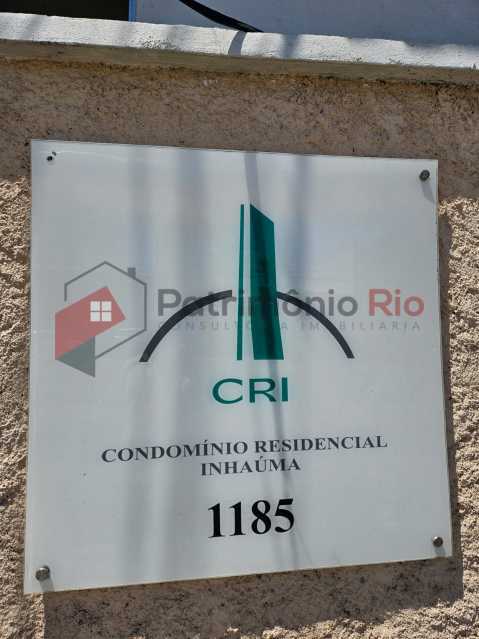 Patrimônio Rio
CONSULTORIA IMOBILIÁRIA
CRI
CONDOMÍNIO RESIDENCIAL
INHAÚMA
1185